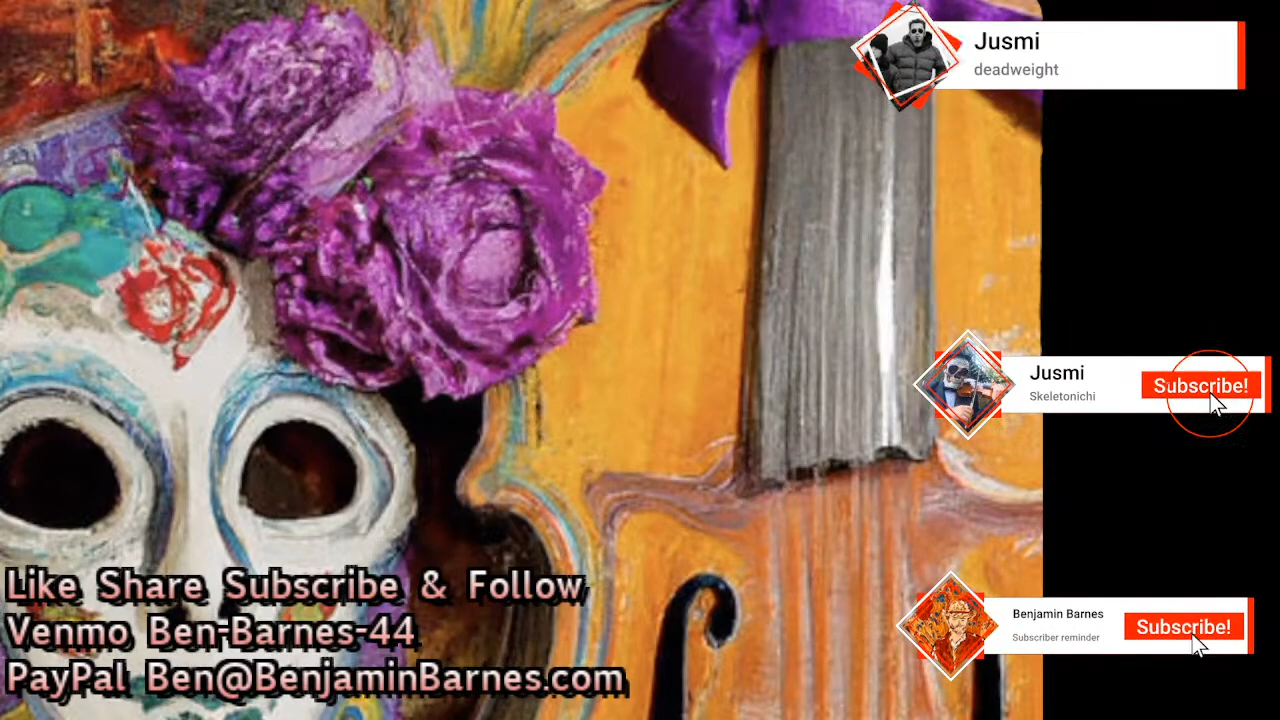 Jusmi
deadweight
Jusmi
Skeletonichi
Subscribe!
Benjamin Barnes
Subscriber reminder
Subscribe!
Like Share Subscribe & Follow
Venmo Ben-Barnes-44
PayPal Ben@BenjaminBarnes.com